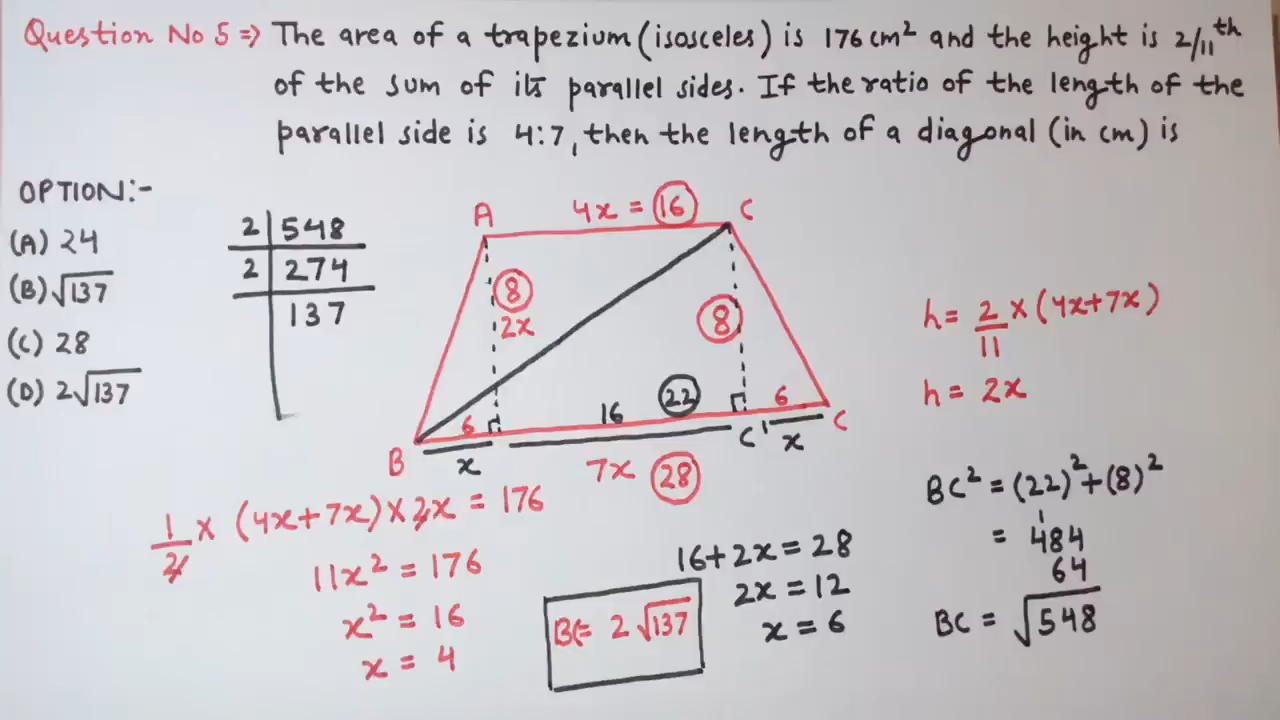 Question No 5 ⇒ The area of a trapezium (isosceles) is 176 cm² and the height is 2/11th
of the sum of its parallel sides. If the ratio of the length of the
parallel side is 4:7, then the length of a diagonal (in cm) is
OPTION:-
(A) 24
(B) √137
(C) 28
(D) 2√137
2 | 548
2 | 274
137
A
4x = 16
C
8
2x
8
6
16
22
6
B
x
C'
x
C
7x 28
h = 2/11 × (4x+7x)
h = 2x
1/2 × (4x+7x) × 2x = 176
11x² = 176
x² = 16
x = 4
16+2x = 28
2x = 12
x = 6
BC = 2√137
BC² = (22)² + (8)²
1
= 484
64
BC = √548